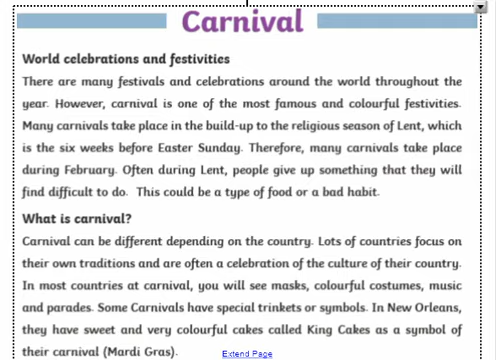 Carnival
World celebrations and festivities
There are many festivals and celebrations around the world throughout the
year. However, carnival is one of the most famous and colourful festivities.
Many carnivals take place in the build-up to the religious season of Lent, which
is the six weeks before Easter Sunday. Therefore, many carnivals take place
during February. Often during Lent, people give up something that they will
find difficult to do. This could be a type of food or a bad habit.
What is carnival?
Carnival can be different depending on the country. Lots of countries focus on
their own traditions and are often a celebration of the culture of their country.
In most countries at carnival, you will see masks, colourful costumes, music
and parades. Some Carnivals have special trinkets or symbols. In New Orleans,
they have sweet and very colourful cakes called King Cakes as a symbol of
their carnival (Mardi Gras).
Extend Page